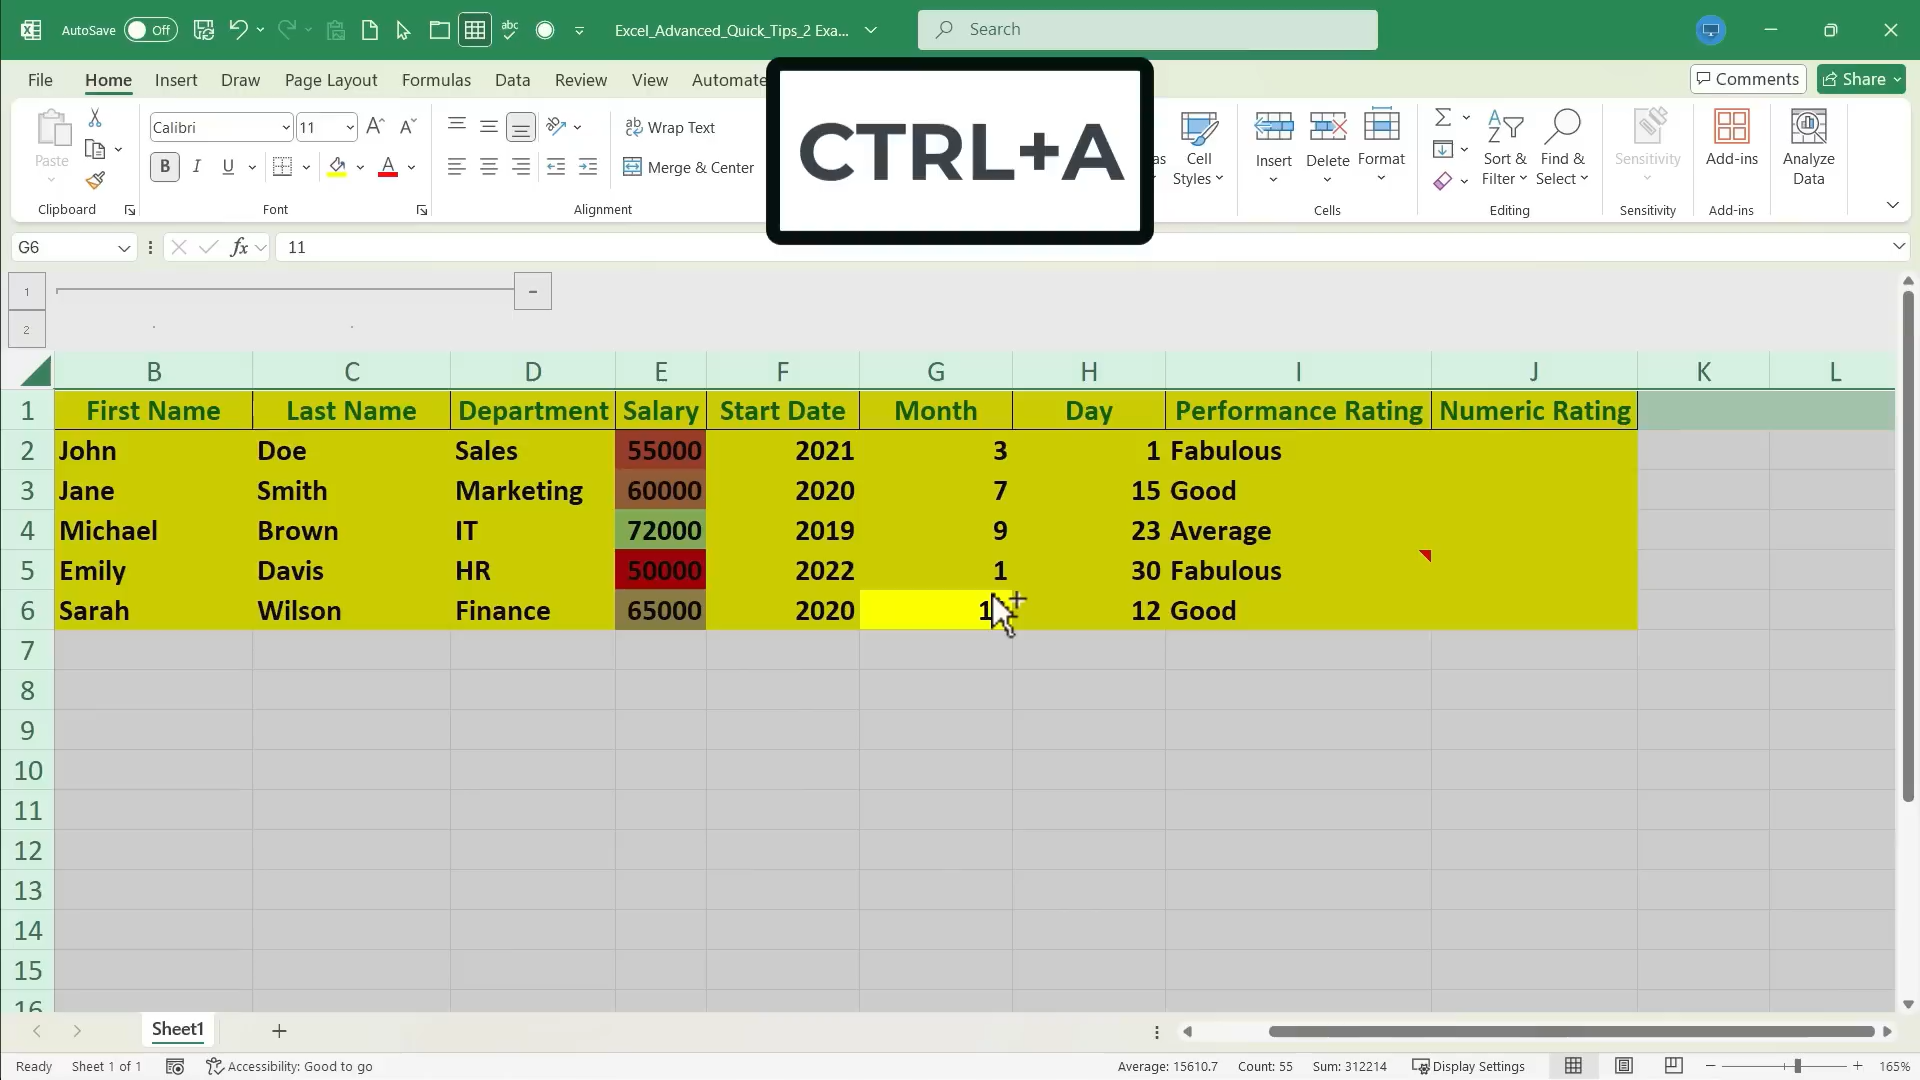 AutoSave Off abc Excel_Advanced_Quick_Tips_2 Exa... Search
File Home Insert Draw Page Layout Formulas Data Review View Automate Comments Share
CTRL+A
Paste
Calibri 11
B I U A
ab Wrap Text
Merge & Center
Cell Styles
Insert Delete Format
Sort & Filter
Find & Select
Sensitivity
Add-ins
Analyze Data
Clipboard Font Alignment Cells Editing Sensitivity Add-ins
G6 fx 11
1
2
B C D E F G H I J K L
1 First Name Last Name Department Salary Start Date Month Day Performance Rating Numeric Rating
2 John Doe Sales 55000 2021 3 1 Fabulous
3 Jane Smith Marketing 60000 2020 7 15 Good
4 Michael Brown IT 72000 2019 9 23 Average
5 Emily Davis HR 50000 2022 1 30 Fabulous
6 Sarah Wilson Finance 65000 2020 12 Good
7
8
9
10
11
12
13
14
15
16
Sheet1
Ready Sheet 1 of 1 Accessibility: Good to go Average: 15610.7 Count: 55 Sum: 312214 Display Settings 165%